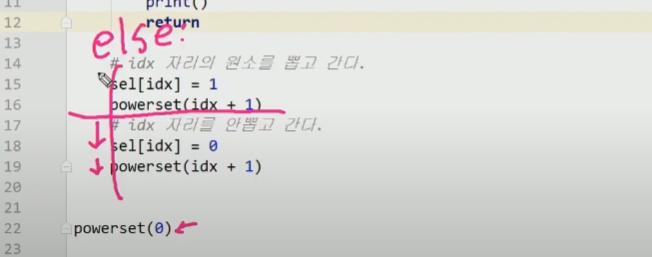 11 print()
12 return
13 else:
14 # idx 자리의 원소를 뽑고 간다.
15 sel[idx] = 1
16 powerset(idx + 1)
17 # idx 자리를 안뽑고 간다.
18 sel[idx] = 0
19 powerset(idx + 1)
20
21
22 powerset(0)
23